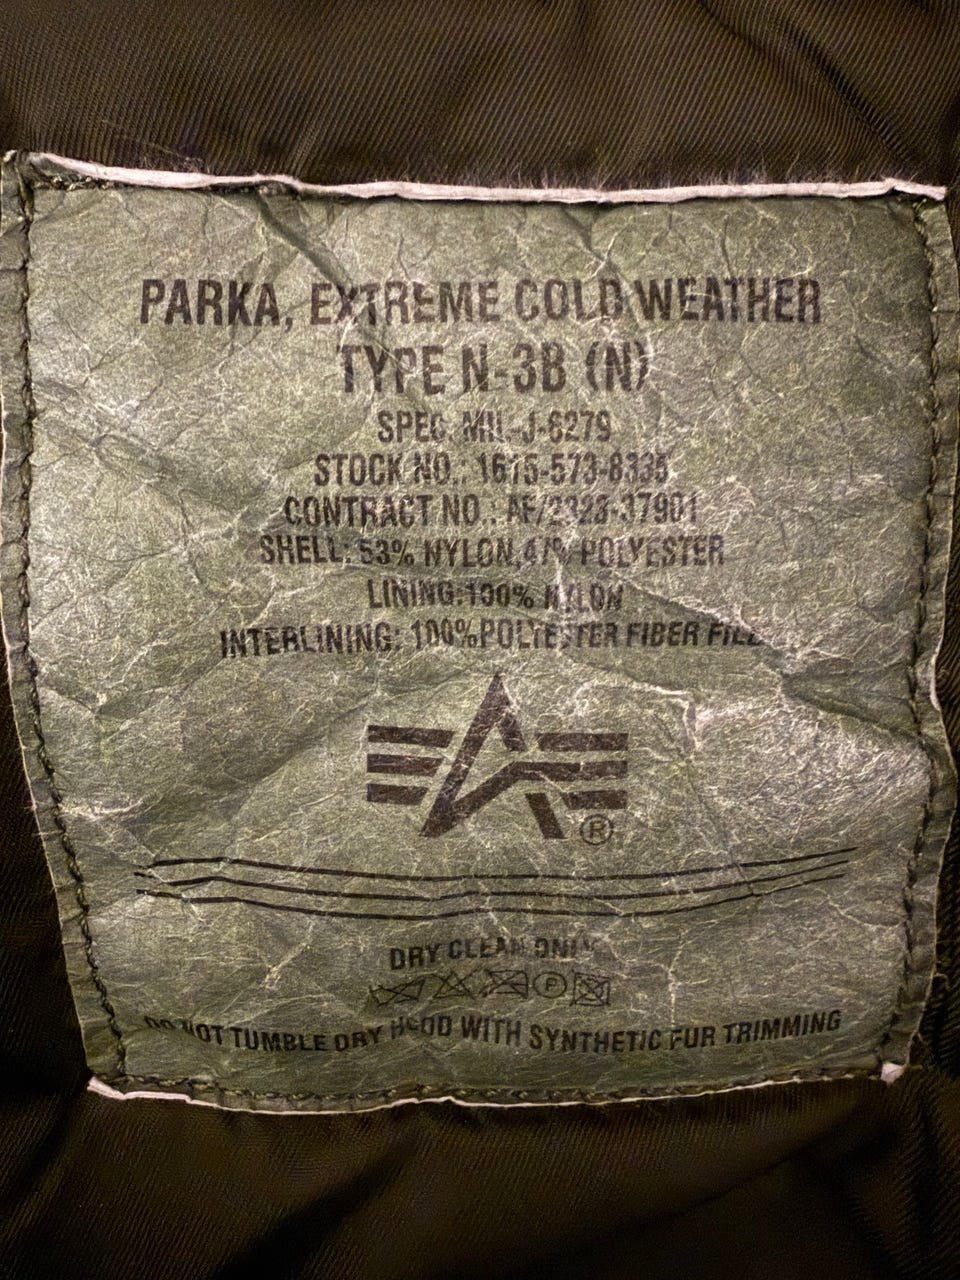 PARKA, EXTREME COLD WEATHER
TYPE N-3B (N)
SPEC. MIL-J-6279
STOCK NO.: 1615-573-8335
CONTRACT NO.: AF/2323-37901
SHELL: 53% NYLON,47% POLYESTER
LINING:100% NYLON
INTERLINING: 100%POLYESTER FIBER FILL
®
DRY CLEAN ONLY
P
DO NOT TUMBLE DRY HOOD WITH SYNTHETIC FUR TRIMMING